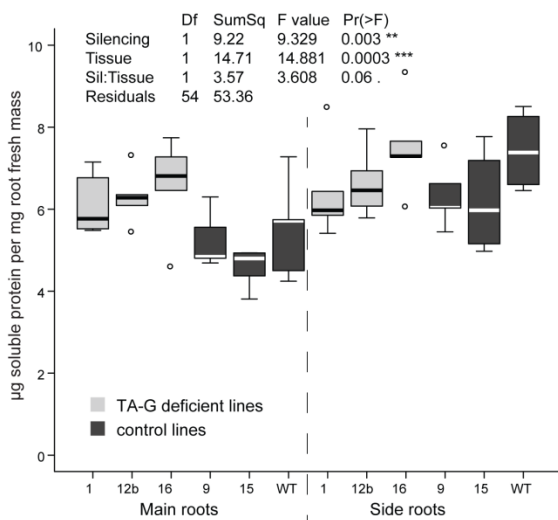 Df SumSq F value Pr(>F)
Silencing 1 9.22 9.329 0.003 **
Tissue 1 14.71 14.881 0.0003 ***
Sil:Tissue 1 3.57 3.608 0.06 .
Residuals 54 53.36
µg soluble protein per mg root fresh mass
10
8
6
4
2
0
TA-G deficient lines
control lines
1 12b 16 9 15 WT 1 12b 16 9 15 WT
Main roots Side roots